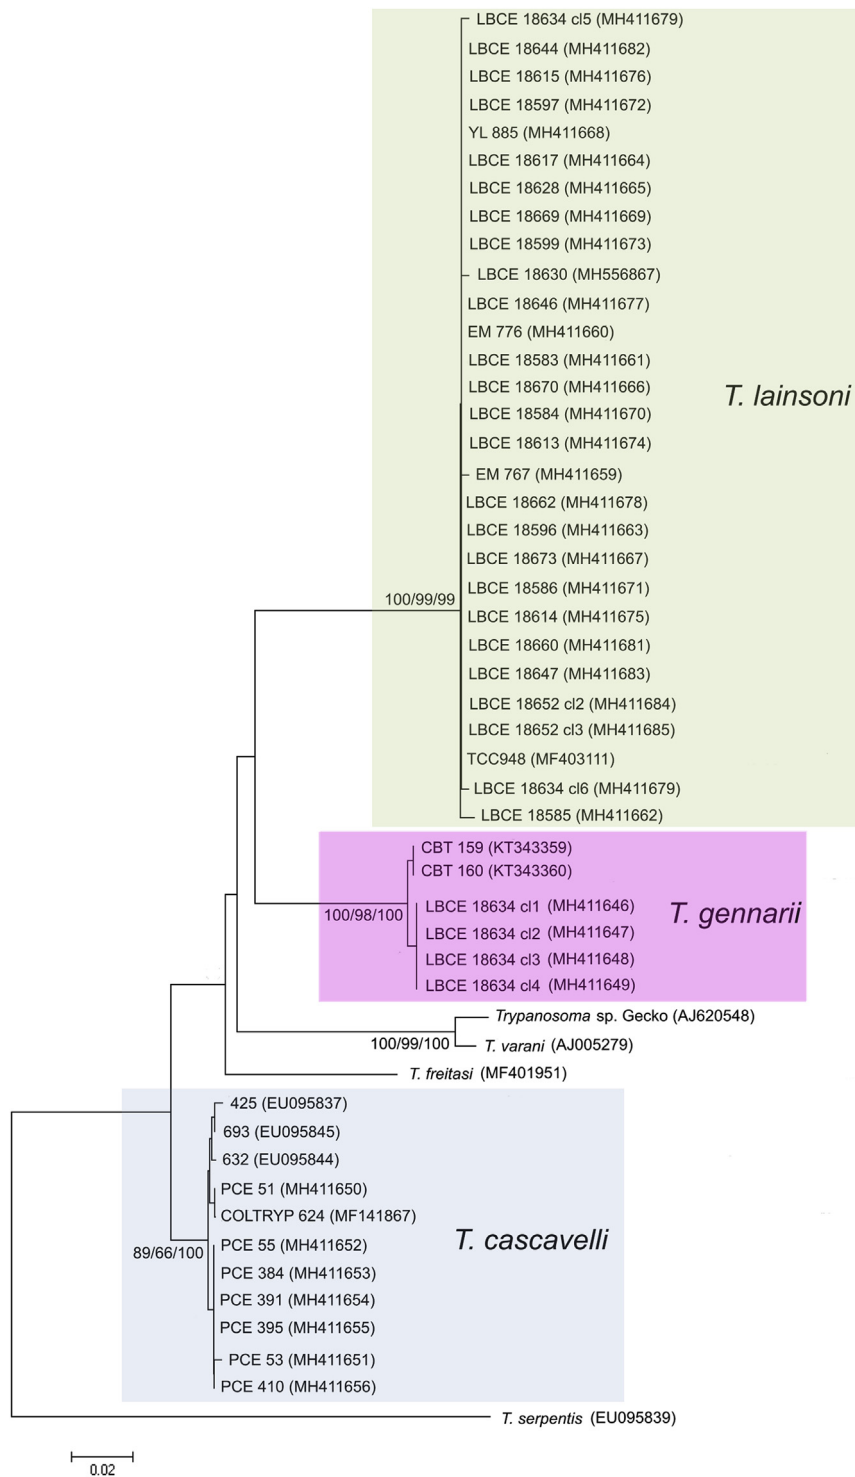 LBCE 18634 cl5 (MH411679)
LBCE 18644 (MH411682)
LBCE 18615 (MH411676)
LBCE 18597 (MH411672)
YL 885 (MH411668)
LBCE 18617 (MH411664)
LBCE 18628 (MH411665)
LBCE 18669 (MH411669)
LBCE 18599 (MH411673)
LBCE 18630 (MH556867)
LBCE 18646 (MH411677)
EM 776 (MH411660)
LBCE 18583 (MH411661)
LBCE 18670 (MH411666)
T. lainsoni
LBCE 18584 (MH411670)
LBCE 18613 (MH411674)
EM 767 (MH411659)
LBCE 18662 (MH411678)
LBCE 18596 (MH411663)
LBCE 18673 (MH411667)
LBCE 18586 (MH411671)
100/99/99
LBCE 18614 (MH411675)
LBCE 18660 (MH411681)
LBCE 18647 (MH411683)
LBCE 18652 cl2 (MH411684)
LBCE 18652 cl3 (MH411685)
TCC948 (MF403111)
LBCE 18634 cl6 (MH411679)
LBCE 18585 (MH411662)
CBT 159 (KT343359)
CBT 160 (KT343360)
LBCE 18634 cl1 (MH411646)
100/98/100
T. gennarii
LBCE 18634 cl2 (MH411647)
LBCE 18634 cl3 (MH411648)
LBCE 18634 cl4 (MH411649)
Trypanosoma sp. Gecko (AJ620548)
100/99/100
T. varani (AJ005279)
T. freitasi (MF401951)
425 (EU095837)
693 (EU095845)
632 (EU095844)
PCE 51 (MH411650)
COLTRYP 624 (MF141867)
T. cascavelli
PCE 55 (MH411652)
89/66/100
PCE 384 (MH411653)
PCE 391 (MH411654)
PCE 395 (MH411655)
PCE 53 (MH411651)
PCE 410 (MH411656)
T. serpentis (EU095839)
0.02